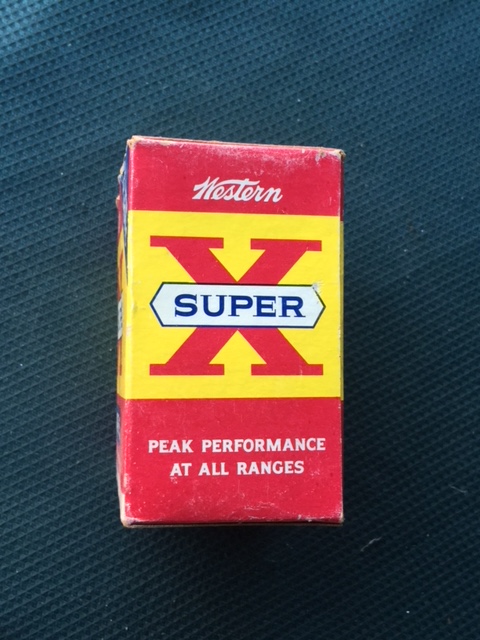 Western
X
SUPER
PEAK PERFORMANCE
AT ALL RANGES